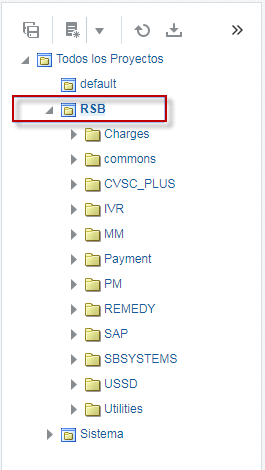 Todos los Proyectos
default
RSB
Charges
commons
CVSC_PLUS
IVR
MM
Payment
PM
REMEDY
SAP
SBSYSTEMS
USSD
Utilities
Sistema